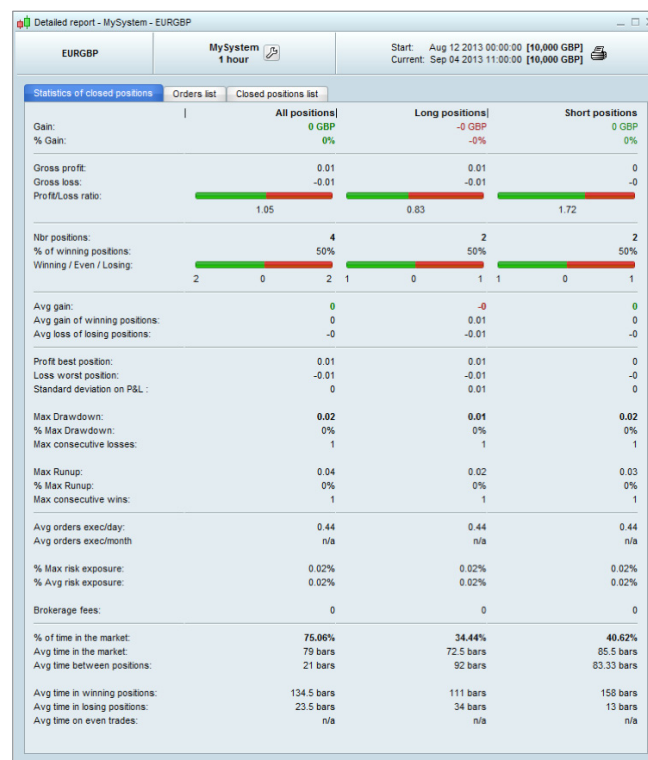 Detailed report - MySystem - EURGBP
EURGBP
MySystem
1 hour
Start: Aug 12 2013 00:00:00 [10,000 GBP]
Current: Sep 04 2013 11:00:00 [10,000 GBP]
Statistics of closed positions Orders list Closed positions list
All positions Long positions Short positions
Gain: 0 GBP -0 GBP 0 GBP
% Gain: 0% -0% 0%
Gross profit: 0.01 0.01 0
Gross loss: -0.01 -0.01 -0
Profit/Loss ratio:
1.05 0.83 1.72
Nbr positions: 4 2 2
% of winning positions: 50% 50% 50%
Winning / Even / Losing:
2 0 2 1 0 1 1 0 1
Avg gain: 0 -0 0
Avg gain of winning positions: 0 0.01 0
Avg loss of losing positions: -0 -0.01 -0
Profit best position: 0.01 0.01 0
Loss worst position: -0.01 -0.01 -0
Standard deviation on P&L : 0 0.01 0
Max Drawdown: 0.02 0.01 0.02
% Max Drawdown: 0% 0% 0%
Max consecutive losses: 1 1 1
Max Runup: 0.04 0.02 0.03
% Max Runup: 0% 0% 0%
Max consecutive wins: 1 1 1
Avg orders exec/day: 0.44 0.44 0.44
Avg orders exec/month n/a n/a n/a
% Max risk exposure: 0.02% 0.02% 0.02%
% Avg risk exposure: 0.02% 0.02% 0.02%
Brokerage fees: 0 0 0
% of time in the market: 75.06% 34.44% 40.62%
Avg time in the market: 79 bars 72.5 bars 85.5 bars
Avg time between positions: 21 bars 92 bars 83.33 bars
Avg time in winning positions: 134.5 bars 111 bars 158 bars
Avg time in losing positions: 23.5 bars 34 bars 13 bars
Avg time on even trades: n/a n/a n/a